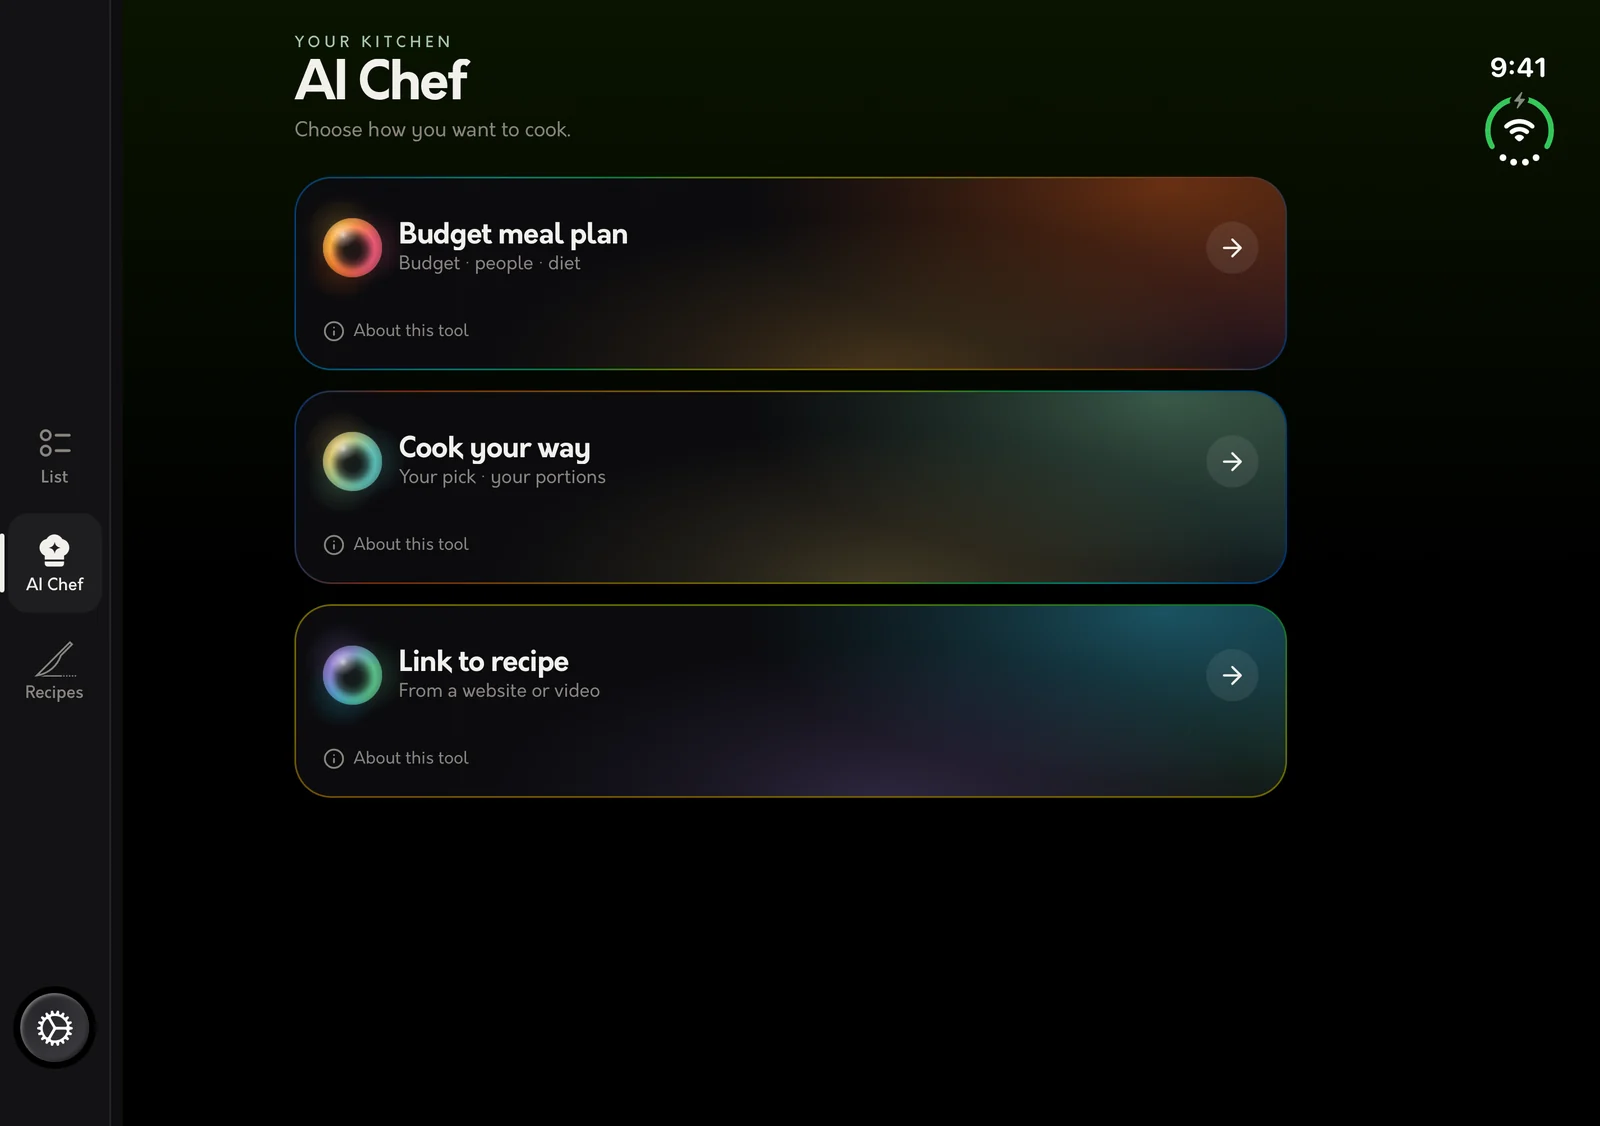 YOUR KITCHEN
AI Chef
Choose how you want to cook.
9:41
Budget meal plan
Budget · people · diet
About this tool
Cook your way
Your pick · your portions
About this tool
Link to recipe
From a website or video
About this tool
List
AI Chef
Recipes